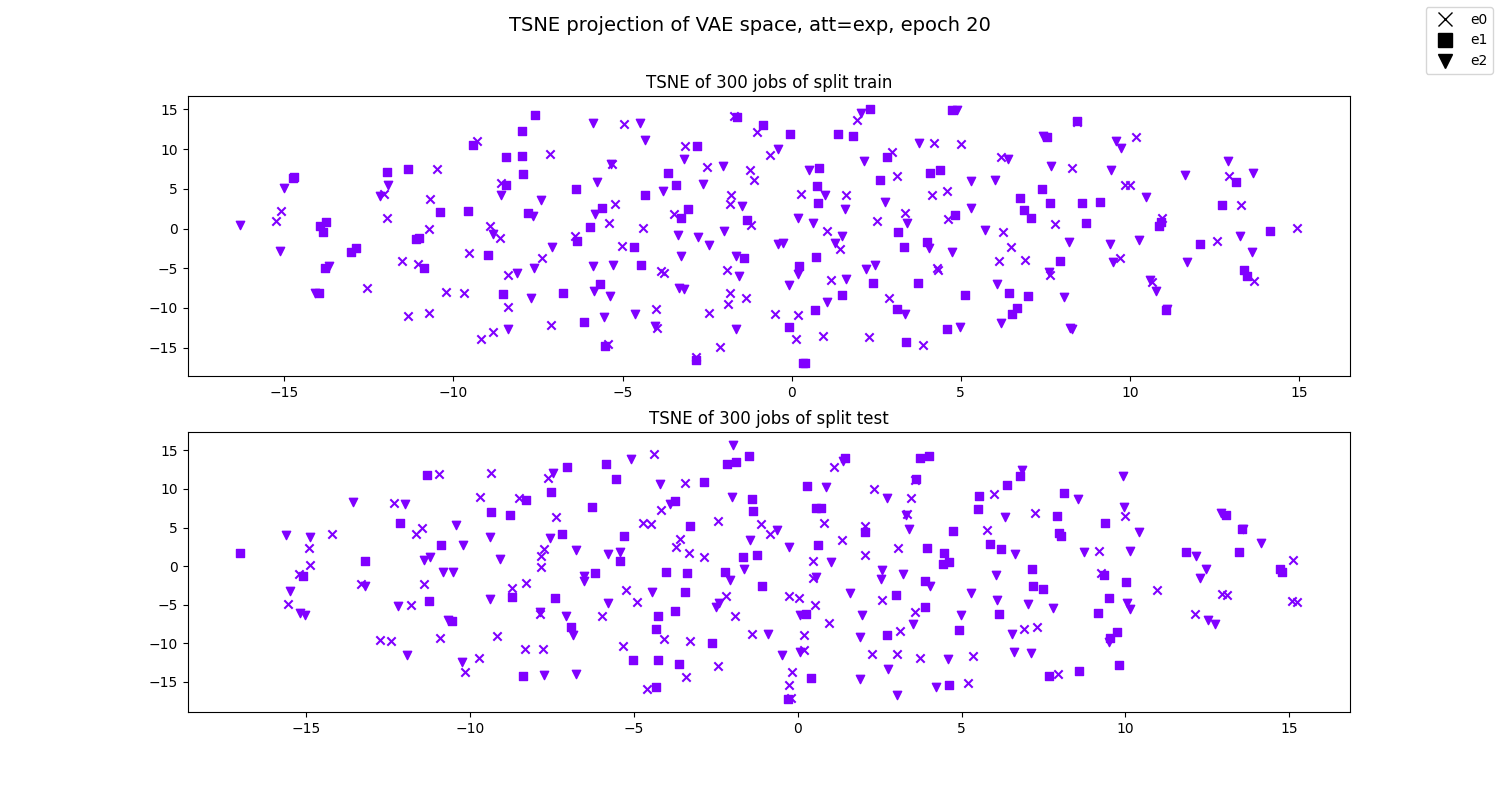 TSNE projection of VAE space, att=exp, epoch 20
e0
e1
e2
TSNE of 300 jobs of split train
15
10
5
0
−5
−10
−15
−15 −10 −5 0 5 10 15
TSNE of 300 jobs of split test
15
10
5
0
−5
−10
−15
−15 −10 −5 0 5 10 15